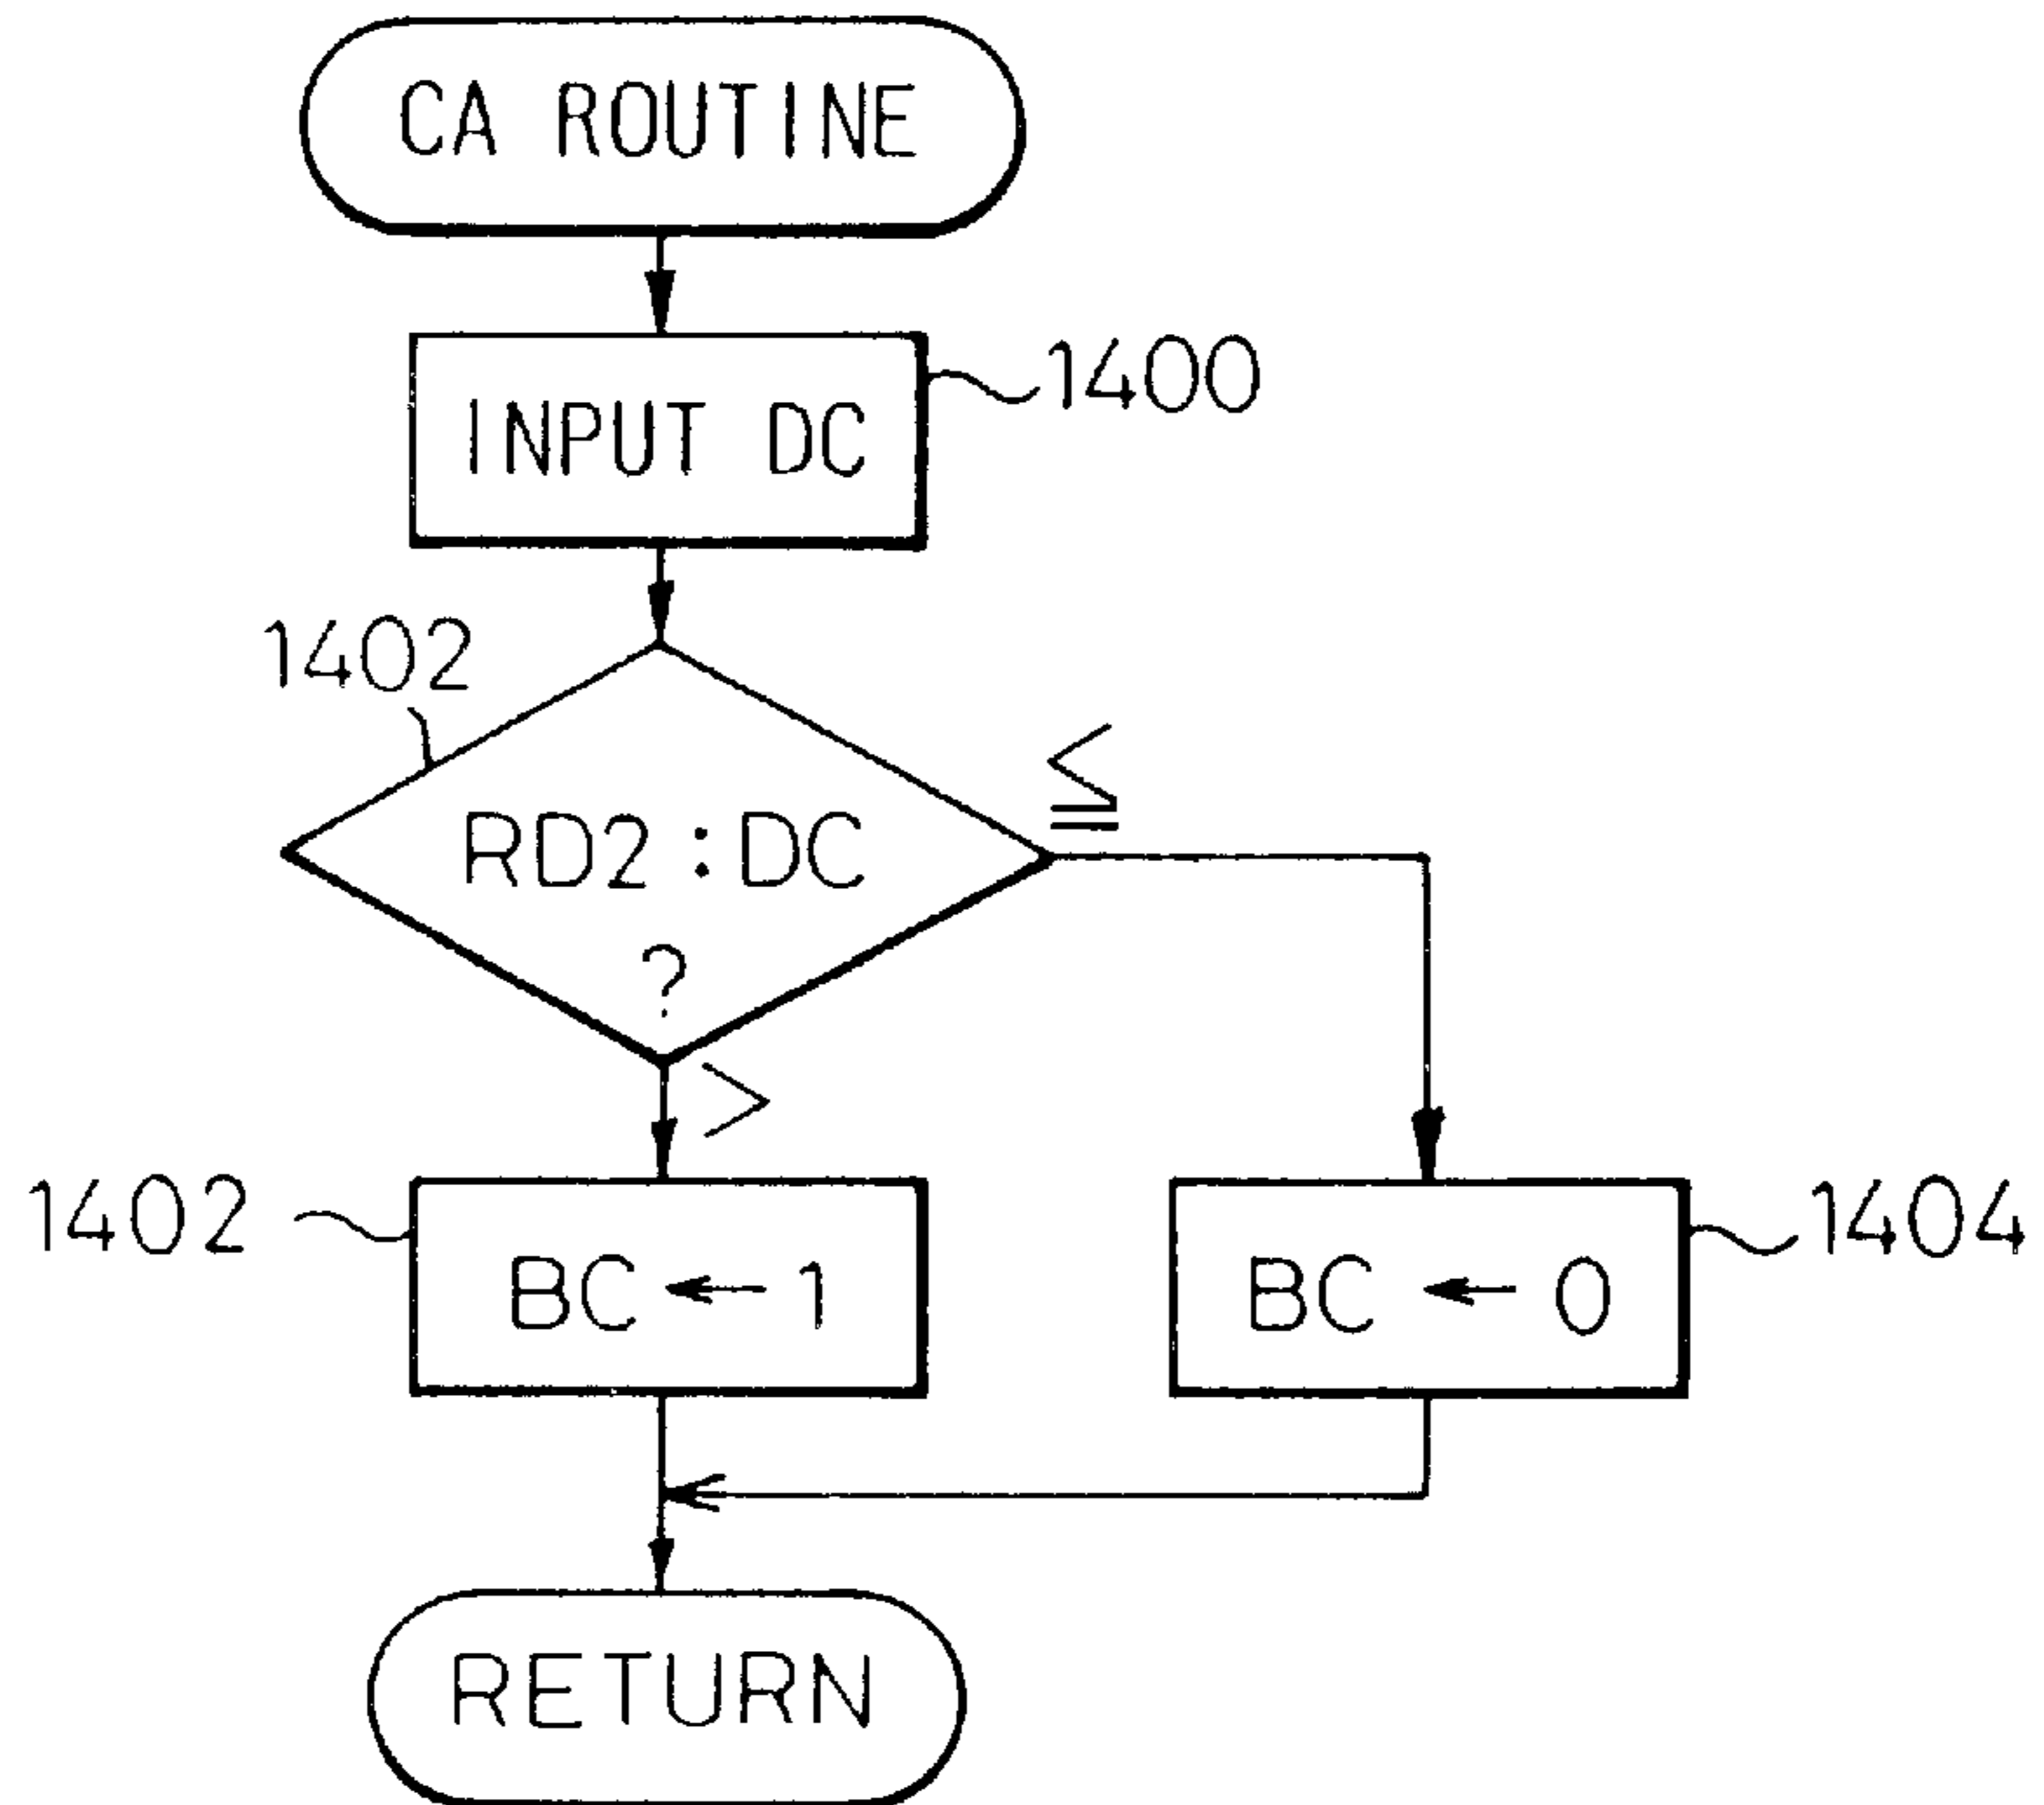 CA ROUTINE
INPUT DC
1400
1402
RD2:DC
?
≦
>
1402
BC ← 1
BC ← 0
1404
RETURN